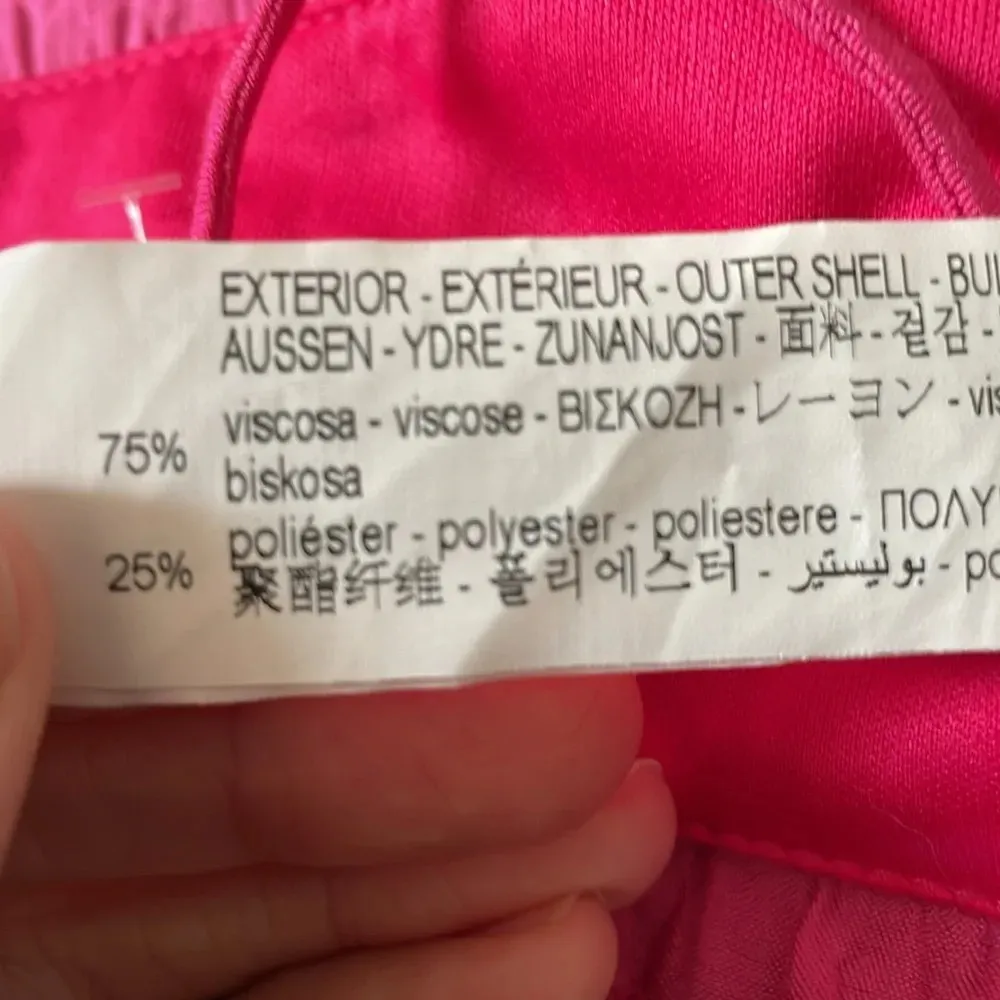 EXTERIOR - EXTÉRIEUR - OUTER SHELL -
AUSSEN - YDRE - ZUNANJOST - 面料 - 겉감 -
75% viscosa - viscose - ΒΙΣΚΟΖΗ - レーヨン -
biskosa
25% poliéster - polyester - poliestere - ΠΟΛΥ
聚酯纤维 - 폴리에스터 - بوليستير -